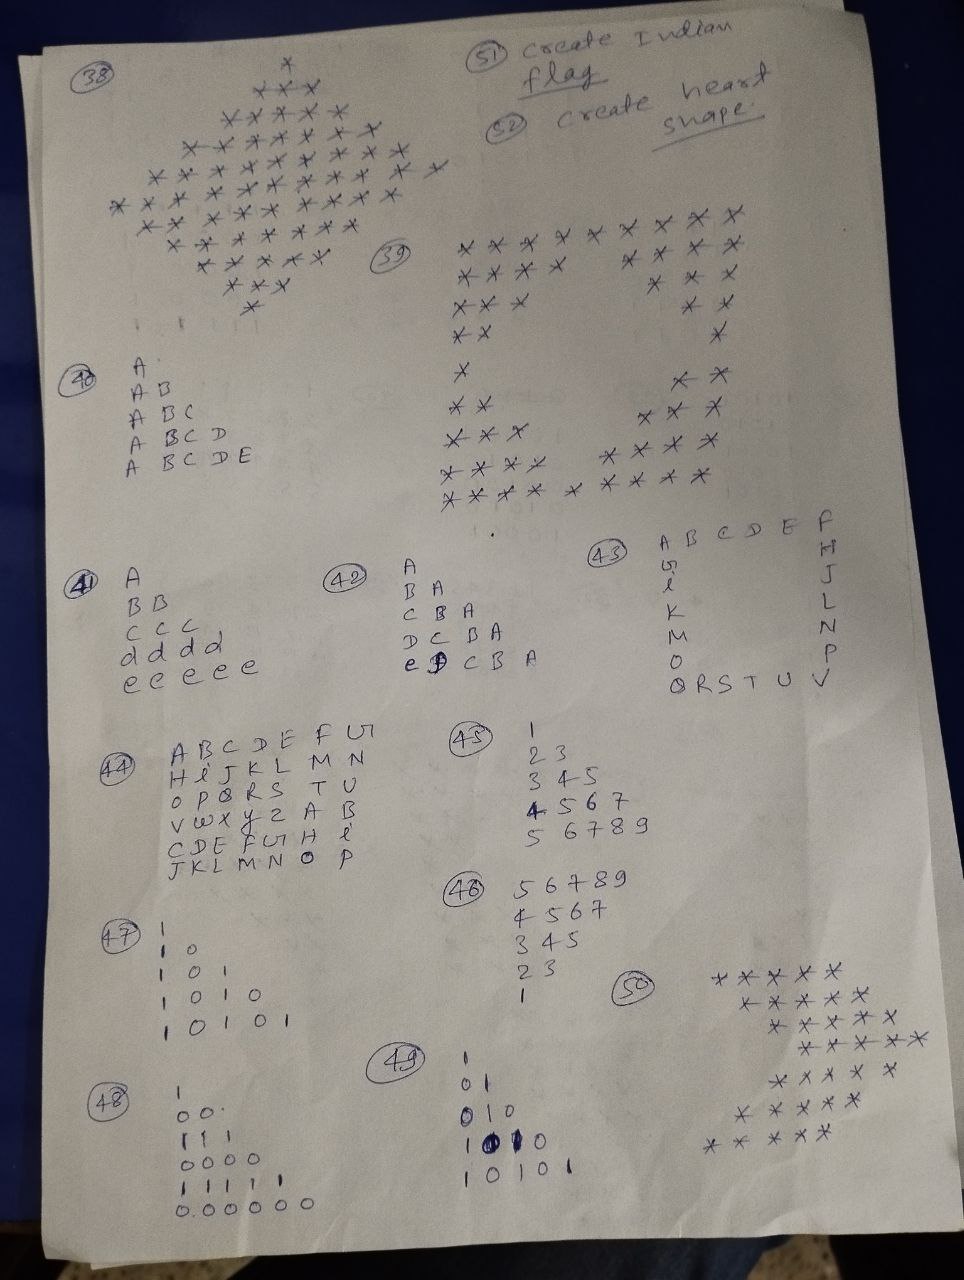 38
*
* * *
* * * * *
* * * * * * *
* * * * * * * * *
* * * * * * * * * * *
* * * * * * * * *
* * * * * * *
* * * * *
* * *
*
51 Create Indian
flag
52 Create heart
shape.
39
* * * * * * * * *
* * * *   * * * *
* * *       * * *
* *           * *
*               *
* *           * *
* * *       * * *
* * * *   * * * *
* * * * * * * * *
40
A
A B
A B C
A B C D
A B C D E
41
A
B B
C C C
d d d d
e e e e e
42
A
B A
C B A
D C B A
e D C B A
43
A B C D E F
G H
I J
K L
M N
O P
Q R S T U V
44
A B C D E F G
H I J K L M N
O P Q R S T U
V W X Y Z A B
C D E F G H I
J K L M N O P
45
1
2 3
3 4 5
4 5 6 7
5 6 7 8 9
46
5 6 7 8 9
4 5 6 7
3 4 5
2 3
1
47
1
1 0
1 0 1
1 0 1 0
1 0 1 0 1
48
1
0 0
1 1 1
0 0 0 0
1 1 1 1 1
0 0 0 0 0 0
49
1
0 1
0 1 0
1 0 1 0
1 0 1 0 1
50
* * * * *
* * * * *
* * * * *
* * * * *
* * * * *
* * * * *
* * * * *